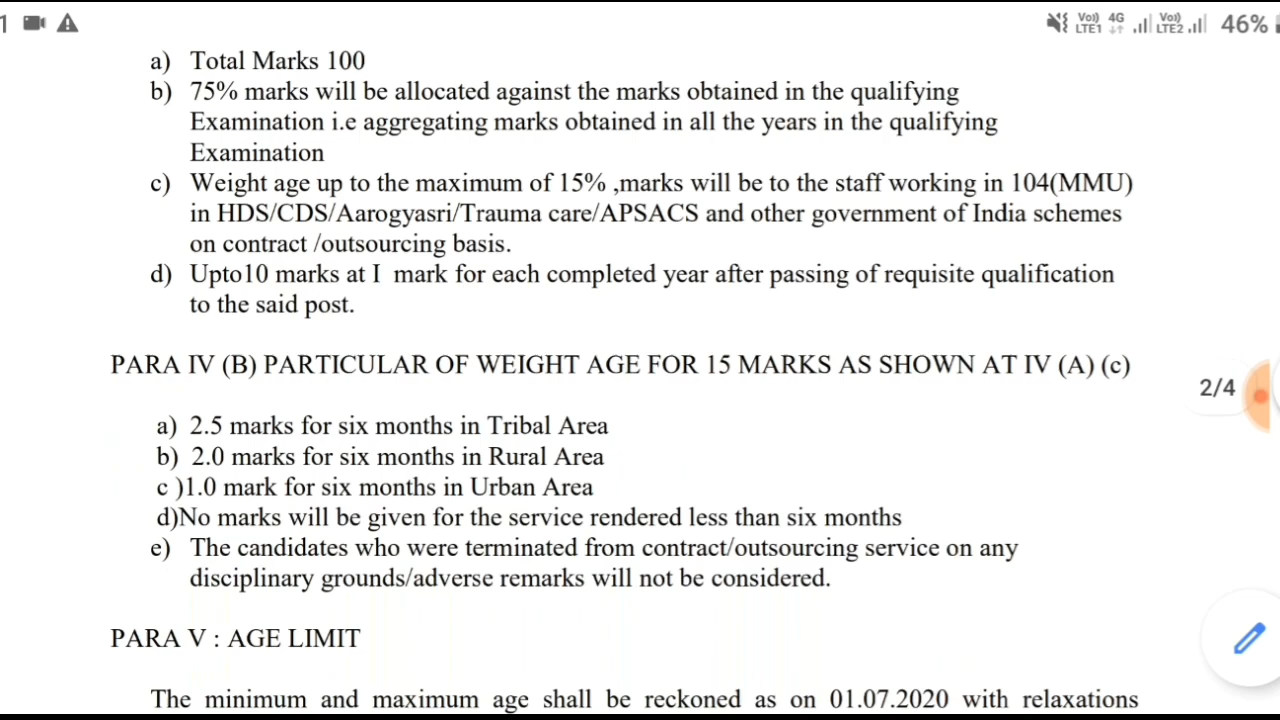 1 Vo)) 4G Vo)) 46%
LTE1 LTE2
a) Total Marks 100
b) 75% marks will be allocated against the marks obtained in the qualifying
Examination i.e aggregating marks obtained in all the years in the qualifying
Examination
c) Weight age up to the maximum of 15% ,marks will be to the staff working in 104(MMU)
in HDS/CDS/Aarogyasri/Trauma care/APSACS and other government of India schemes
on contract /outsourcing basis.
d) Upto10 marks at I mark for each completed year after passing of requisite qualification
to the said post.
PARA IV (B) PARTICULAR OF WEIGHT AGE FOR 15 MARKS AS SHOWN AT IV (A) (c)
2/4
a) 2.5 marks for six months in Tribal Area
b) 2.0 marks for six months in Rural Area
c )1.0 mark for six months in Urban Area
d)No marks will be given for the service rendered less than six months
e) The candidates who were terminated from contract/outsourcing service on any
disciplinary grounds/adverse remarks will not be considered.
PARA V : AGE LIMIT
The minimum and maximum age shall be reckoned as on 01.07.2020 with relaxations